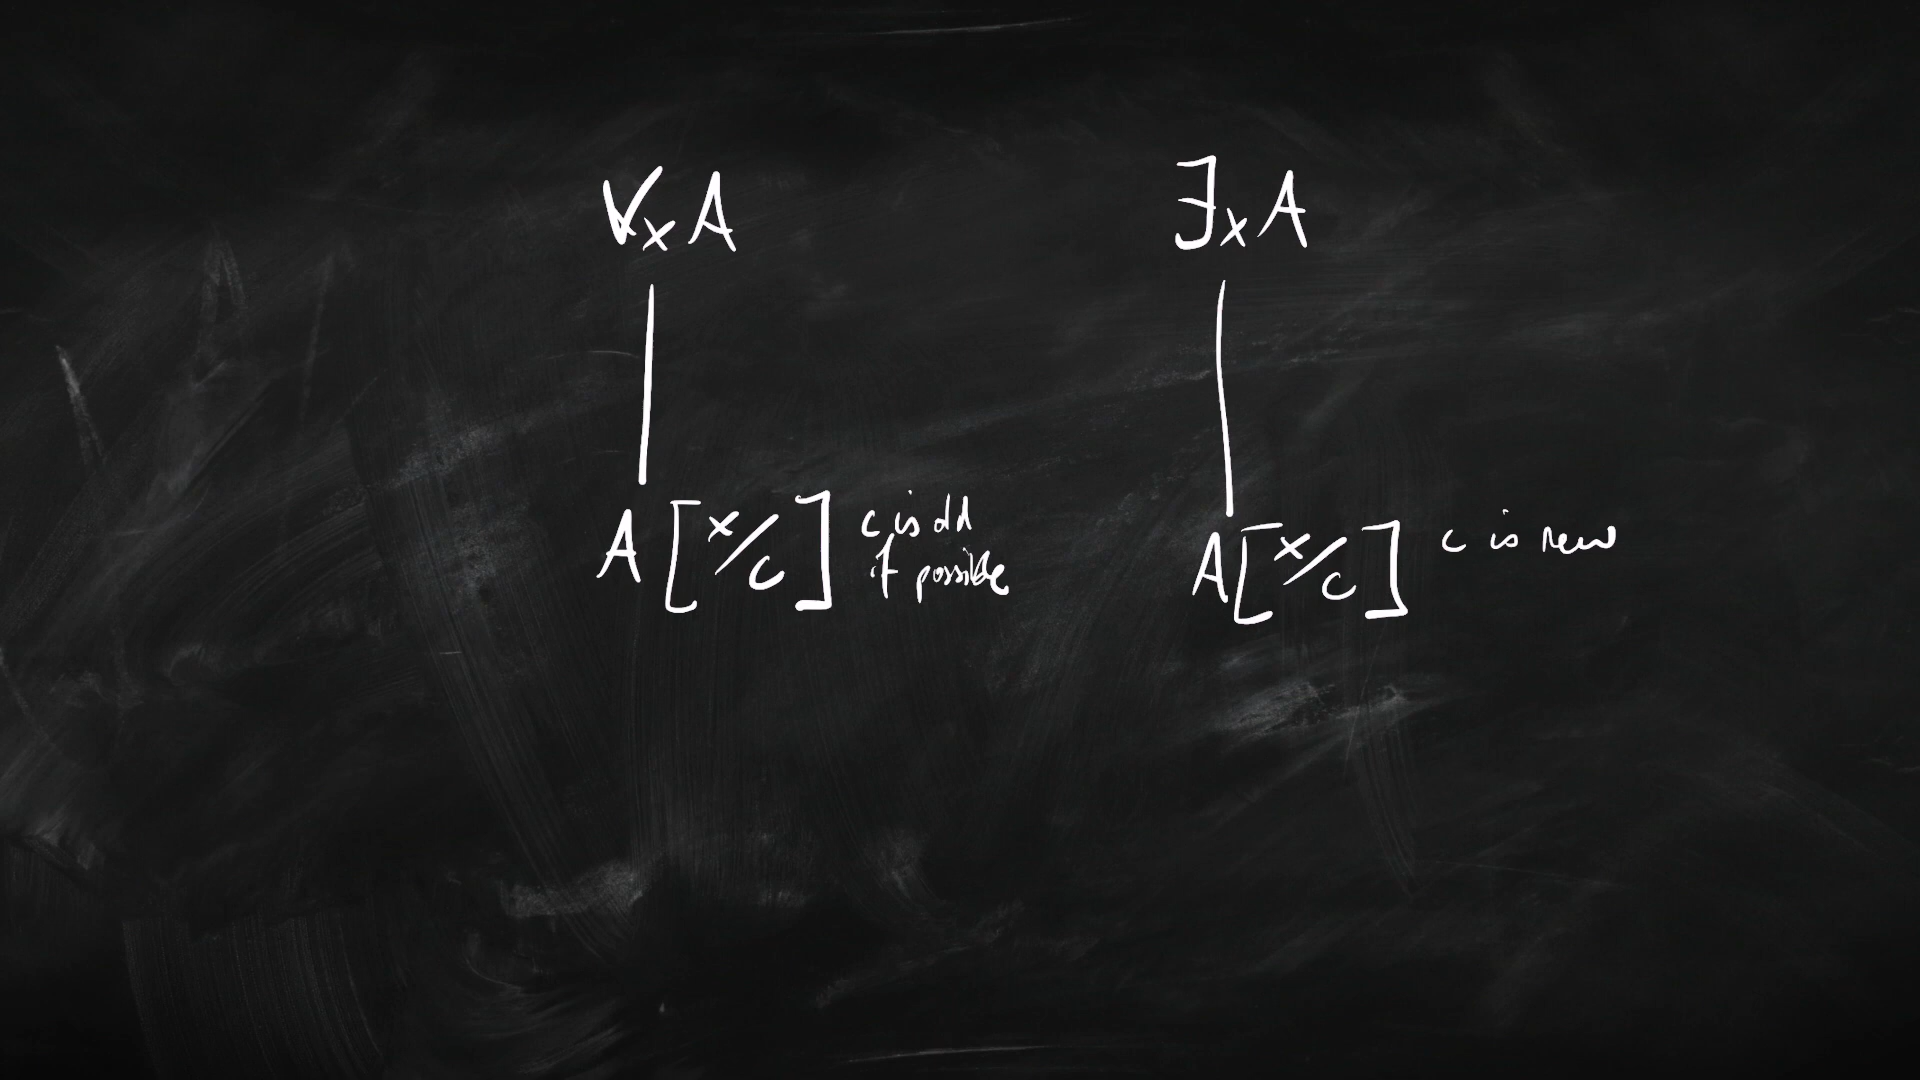 ∀x A
∃x A
A [x/c] c is old
if possible
A[x/c] c is new